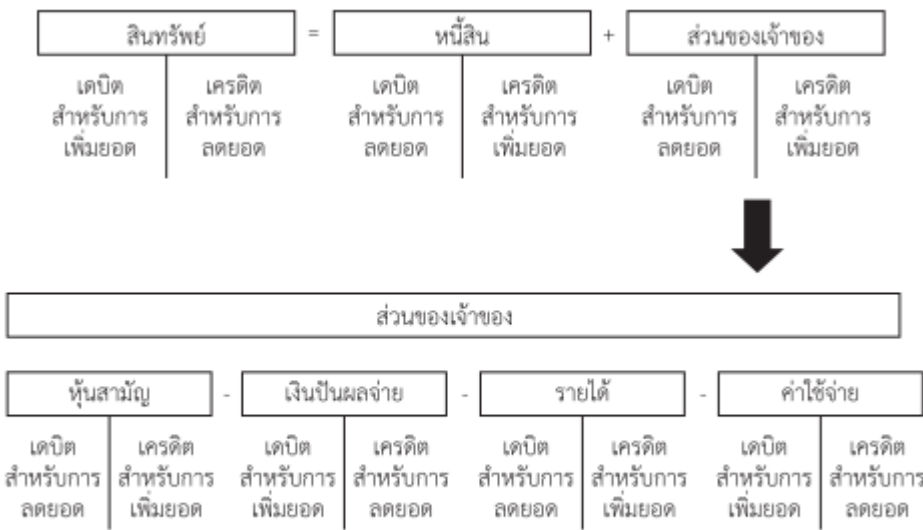 สินทรัพย์ = หนี้สิน + ส่วนของเจ้าของ
เดบิต เครดิต เดบิต เครดิต เดบิต เครดิต
สำหรับการ สำหรับการ สำหรับการ สำหรับการ สำหรับการ สำหรับการ
เพิ่มยอด ลดยอด ลดยอด เพิ่มยอด ลดยอด เพิ่มยอด
ส่วนของเจ้าของ
หุ้นสามัญ - เงินปันผลจ่าย - รายได้ - ค่าใช้จ่าย
เดบิต เครดิต เดบิต เครดิต เดบิต เครดิต เดบิต เครดิต
สำหรับการ สำหรับการ สำหรับการ สำหรับการ สำหรับการ สำหรับการ สำหรับการ สำหรับการ
ลดยอด เพิ่มยอด เพิ่มยอด ลดยอด ลดยอด เพิ่มยอด เพิ่มยอด ลดยอด